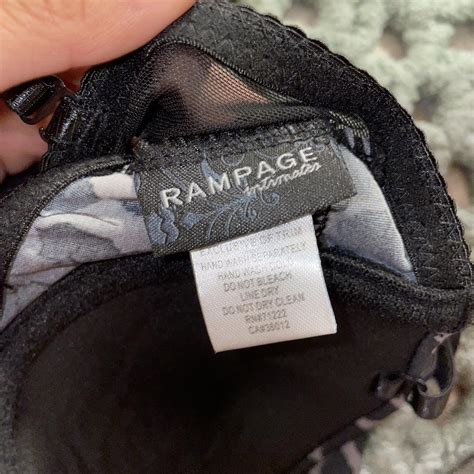 RAMPAGE
Intimates
EXCLUSIVE OF TRIM
HAND WASH SEPARATELY
HAND WASH
DO NOT BLEACH
LINE DRY
DO NOT DRY CLEAN
RN#71222
CA#38012